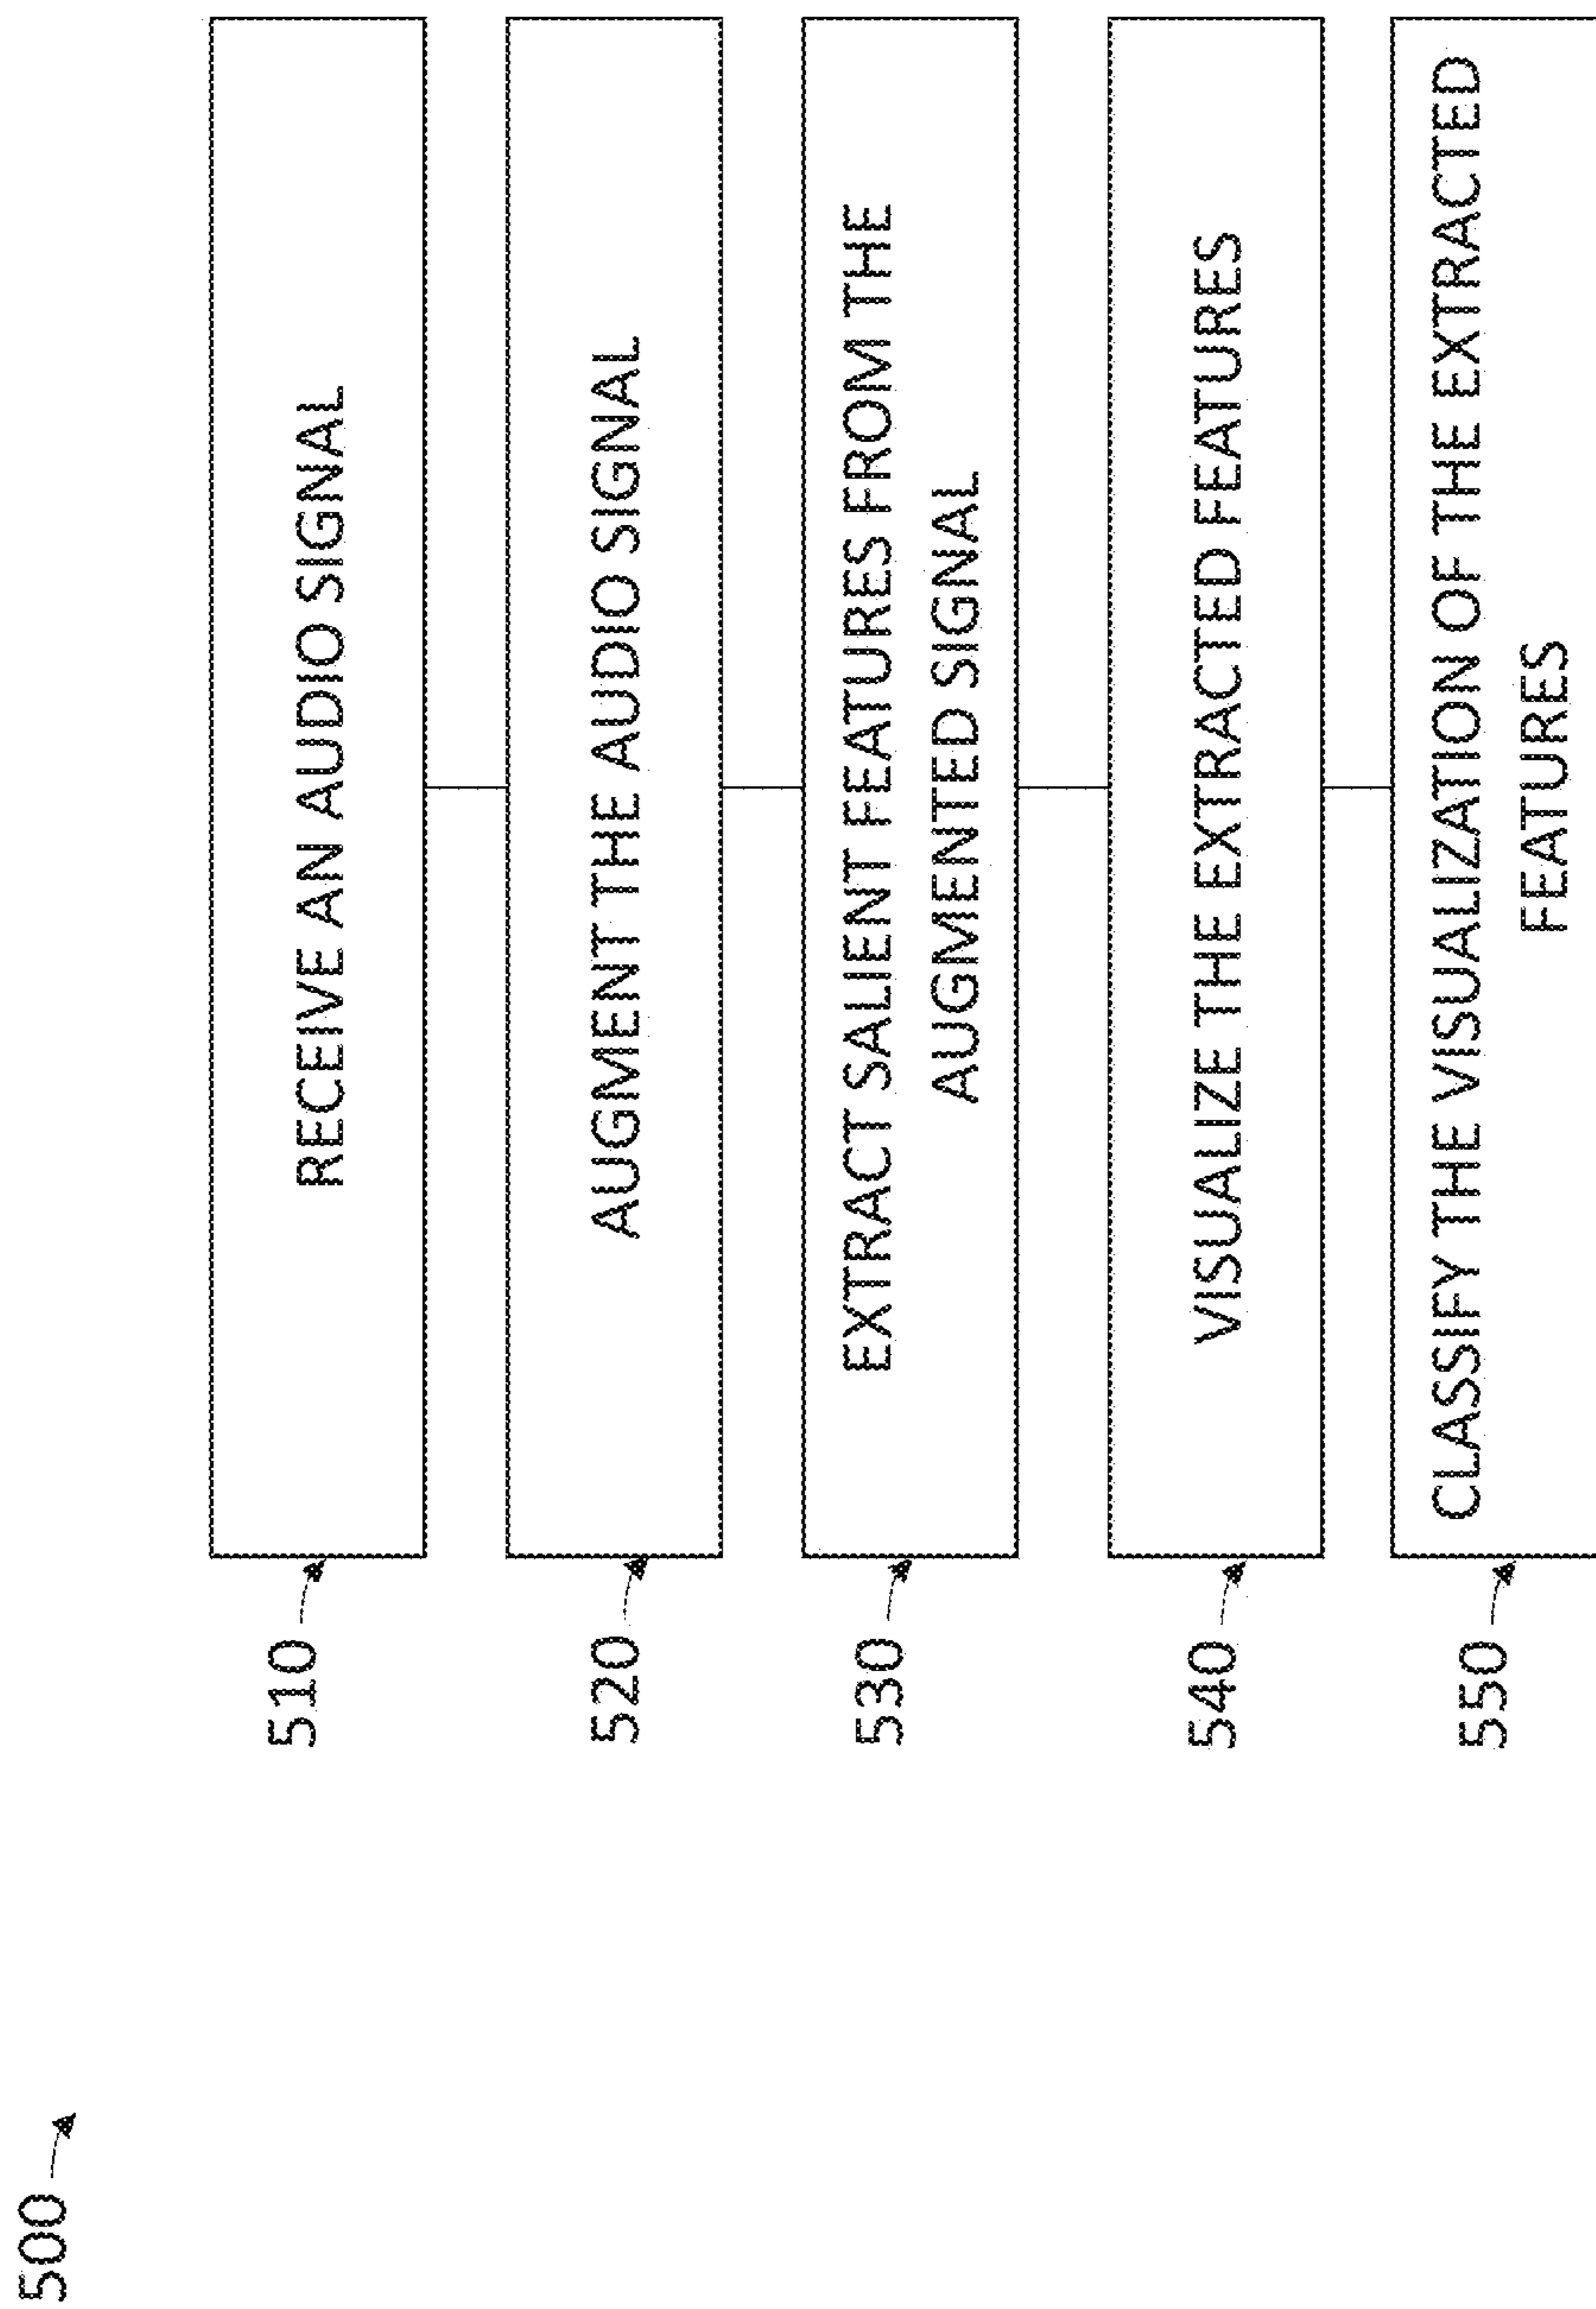 500
510
RECEIVE AN AUDIO SIGNAL
520
AUGMENT THE AUDIO SIGNAL
530
EXTRACT SALIENT FEATURES FROM THE
AUGMENTED SIGNAL
540
VISUALIZE THE EXTRACTED FEATURES
550
CLASSIFY THE VISUALIZATION OF THE EXTRACTED
FEATURES